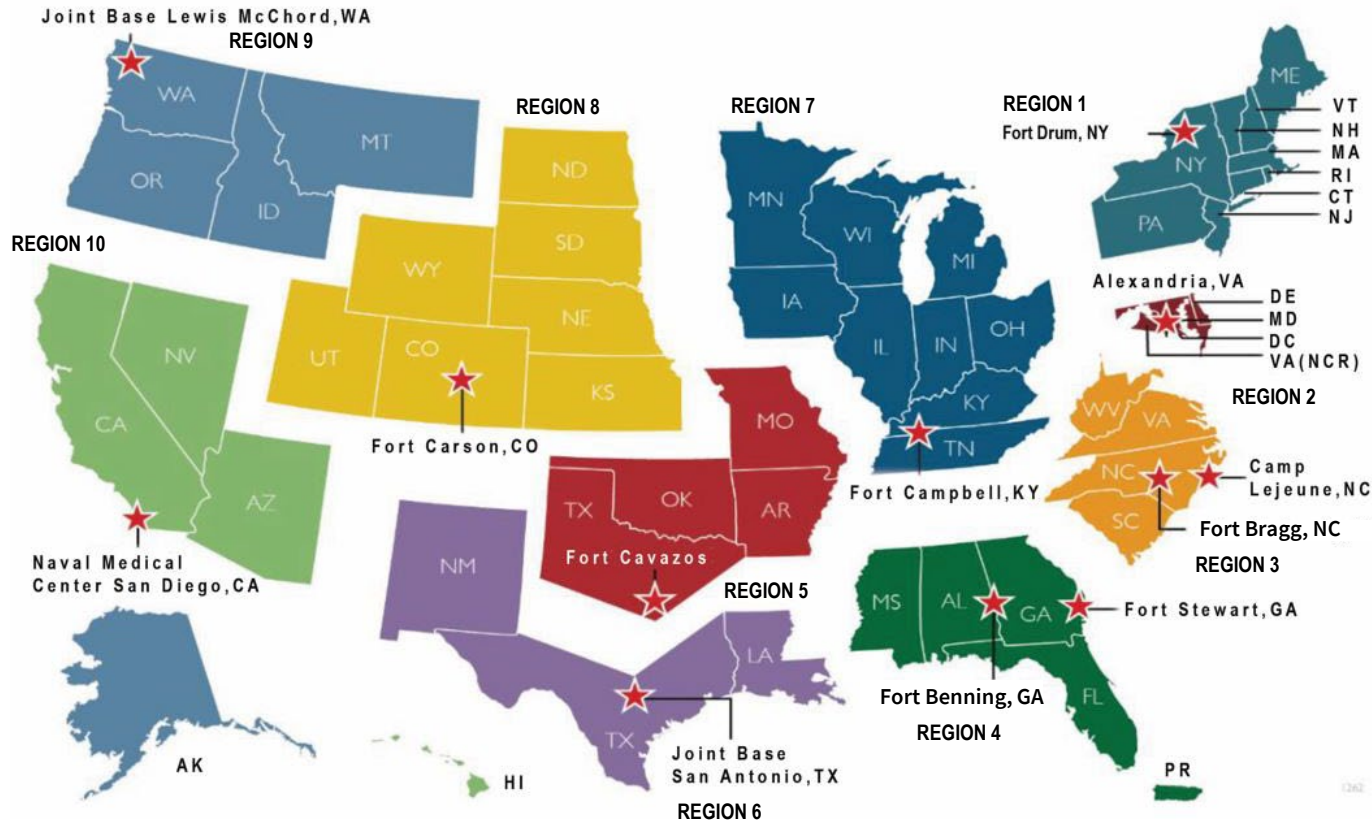 Joint Base Lewis McChord,WA
REGION 9
WA
MT
OR
ID
REGION 8
ND
SD
WY
NE
UT
CO
KS
Fort Carson,CO
REGION 7
MN
WI
MI
IA
IL
IN
OH
KY
TN
Fort Campbell,KY
REGION 1
Fort Drum, NY
ME
VT
NH
MA
RI
CT
NJ
NY
PA
Alexandria,VA
DE
MD
DC
VA(NCR)
REGION 2
WV
VA
NC
SC
Camp
Lejeune,NC
Fort Bragg, NC
REGION 3
REGION 10
NV
CA
AZ
Naval Medical
Center San Diego,CA
MO
TX
OK
AR
Fort Cavazos
REGION 5
NM
LA
TX
Joint Base
San Antonio,TX
REGION 6
MS
AL
GA
Fort Stewart,GA
Fort Benning, GA
FL
REGION 4
PR
AK
HI
1262